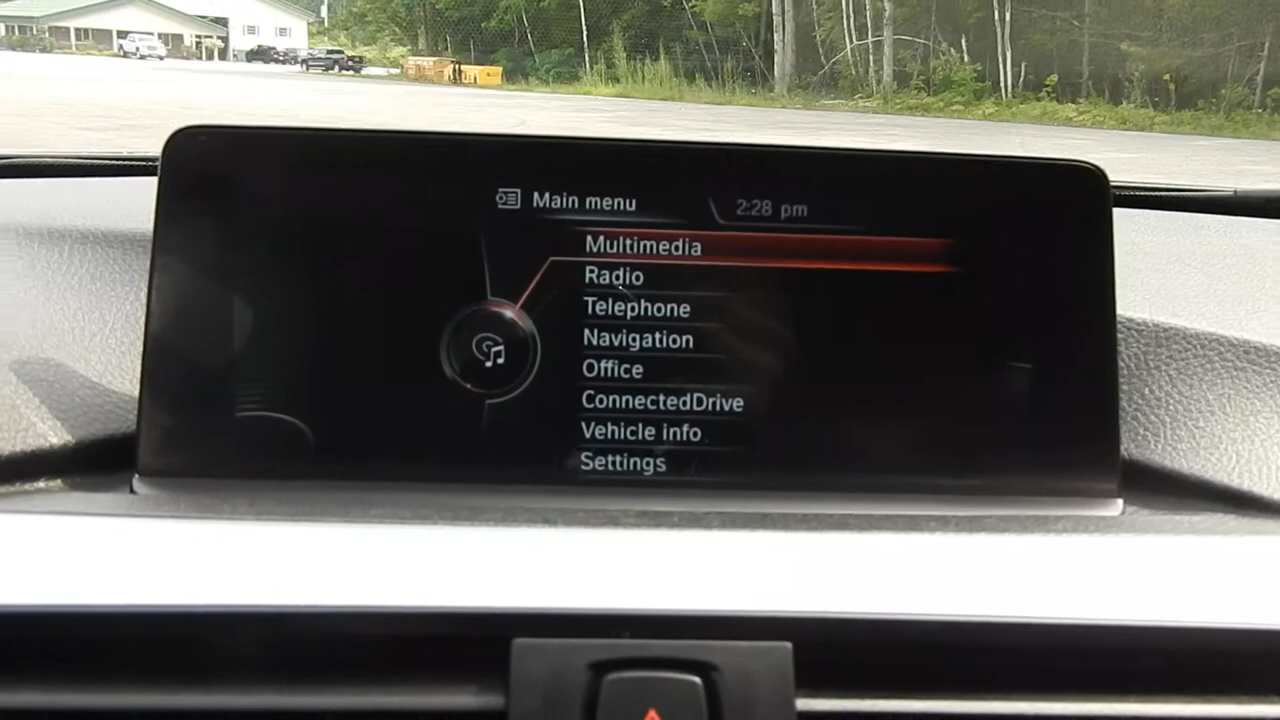 Main menu
2:28 pm
Multimedia
Radio
Telephone
Navigation
Office
ConnectedDrive
Vehicle info
Settings